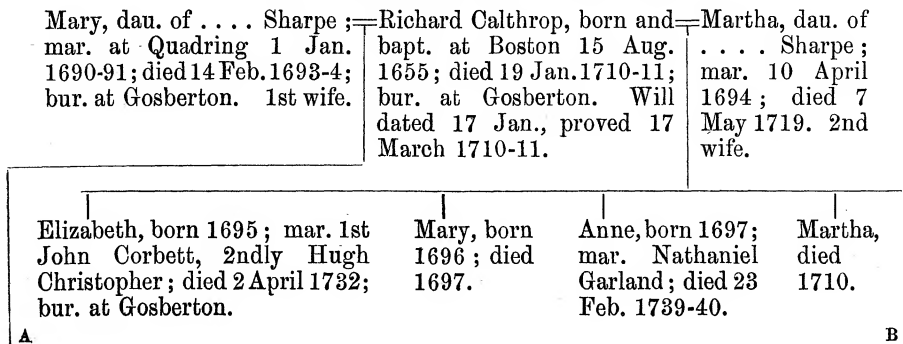 Mary, dau. of . . . . Sharpe ;
mar. at Quadring 1 Jan.
1690-91; died 14 Feb. 1693-4;
bur. at Gosberton. 1st wife.
Richard Calthrop, born and
bapt. at Boston 15 Aug.
1655; died 19 Jan. 1710-11;
bur. at Gosberton. Will
dated 17 Jan., proved 17
March 1710-11.
Martha, dau. of
. . . . Sharpe ;
mar. 10 April
1694 ; died 7
May 1719. 2nd
wife.
Elizabeth, born 1695 ; mar. 1st
John Corbett, 2ndly Hugh
Christopher ; died 2 April 1732;
bur. at Gosberton.
Mary, born
1696 ; died
1697.
Anne, born 1697;
mar. Nathaniel
Garland ; died 23
Feb. 1739-40.
Martha,
died
1710.
A
B